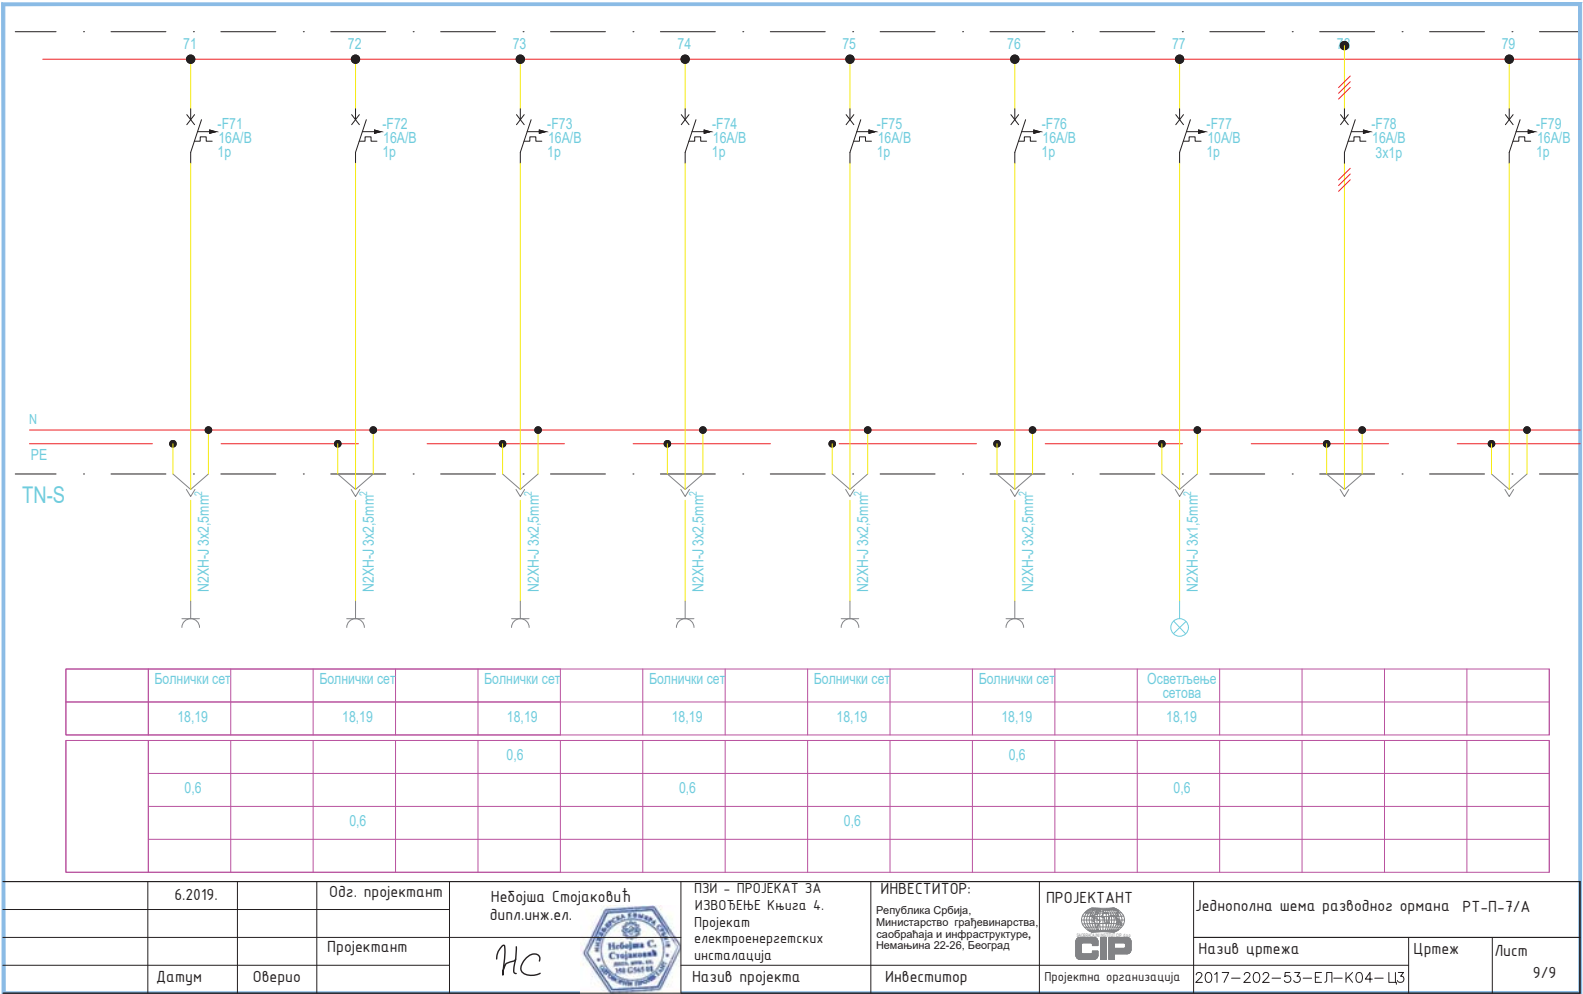 71 72 73 74 75 76 77 78 79
-F71 -F72 -F73 -F74 -F75 -F76 -F77 -F78 -F79
16A/B 16A/B 16A/B 16A/B 16A/B 16A/B 10A/B 16A/B 16A/B
1p 1p 1p 1p 1p 1p 1p 3x1p 1p
N
PE
TN-S
N2XH-J 3x2,5mm²
N2XH-J 3x2,5mm²
N2XH-J 3x2,5mm²
N2XH-J 3x2,5mm²
N2XH-J 3x2,5mm²
N2XH-J 3x2,5mm²
N2XH-J 3x1,5mm²
Болнички сет Болнички сет Болнички сет Болнички сет Болнички сет Болнички сет Осветљење
сетова
18,19 18,19 18,19 18,19 18,19 18,19 18,19
0,6 0,6
0,6 0,6 0,6
0,6 0,6
6.2019.
Одг. пројектант
Пројектант
Датум Оверио
Небојша Стојаковић
дипл.инж.ел.
НС
Небојша С.
Стојаковић
ПЗИ - ПРОЈЕКАТ ЗА
ИЗВОЂЕЊЕ Књига 4.
Пројекат
електроенергетских
инсталација
Назив пројекта
ИНВЕСТИТОР:
Република Србија,
Министарство грађевинарства,
саобраћаја и инфраструктуре,
Немањина 22-26, Београд
Инвеститор
ПРОЈЕКТАНТ
CIP
Пројектна организација
Једнополна шема разводног ормана РТ-П-7/А
Назив цртежа
2017-202-53-ЕЛ-К04-Ц3
Цртеж
Лист
9/9